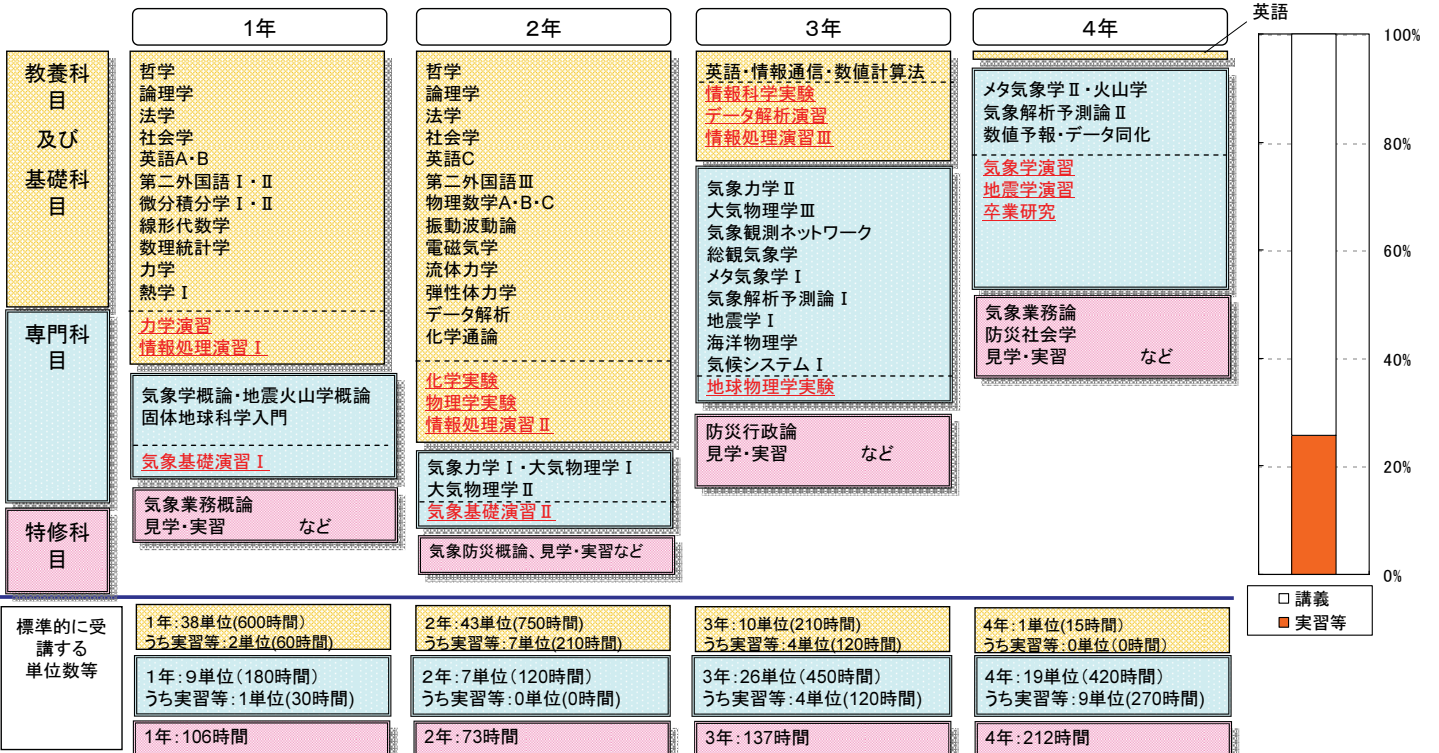 1年
2年
3年
4年
英語
教養科
目
及び
基礎科
目
専門科
目
特修科
目
哲学
論理学
法学
社会学
英語A・B
第二外国語Ⅰ・Ⅱ
微分積分学Ⅰ・Ⅱ
線形代数学
数理統計学
力学
熱学Ⅰ
力学演習
情報処理演習Ⅰ
気象学概論・地震火山学概論
固体地球科学入門
気象基礎演習Ⅰ
気象業務概論
見学・実習 など
哲学
論理学
法学
社会学
英語C
第二外国語Ⅲ
物理数学A・B・C
振動波動論
電磁気学
流体力学
弾性体力学
データ解析
化学通論
化学実験
物理学実験
情報処理演習Ⅱ
気象力学Ⅰ・大気物理学Ⅰ
大気物理学Ⅱ
気象基礎演習Ⅱ
気象防災概論、見学・実習など
英語・情報通信・数値計算法
情報科学実験
データ解析演習
情報処理演習Ⅲ
気象力学Ⅱ
大気物理学Ⅲ
気象観測ネットワーク
総観気象学
メタ気象学Ⅰ
気象解析予測論Ⅰ
地震学Ⅰ
海洋物理学
気候システムⅠ
地球物理学実験
防災行政論
見学・実習 など
メタ気象学Ⅱ・火山学
気象解析予測論Ⅱ
数値予報・データ同化
気象学演習
地震学演習
卒業研究
気象業務論
防災社会学
見学・実習 など
100%
80%
60%
40%
20%
0%
□講義
■実習等
標準的に受
講する
単位数等
1年:38単位(600時間)
うち実習等:2単位(60時間)
1年:9単位(180時間)
うち実習等:1単位(30時間)
1年:106時間
2年:43単位(750時間)
うち実習等:7単位(210時間)
2年:7単位(120時間)
うち実習等:0単位(0時間)
2年:73時間
3年:10単位(210時間)
うち実習等:4単位(120時間)
3年:26単位(450時間)
うち実習等:4単位(120時間)
3年:137時間
4年:1単位(15時間)
うち実習等:0単位(0時間)
4年:19単位(420時間)
うち実習等:9単位(270時間)
4年:212時間